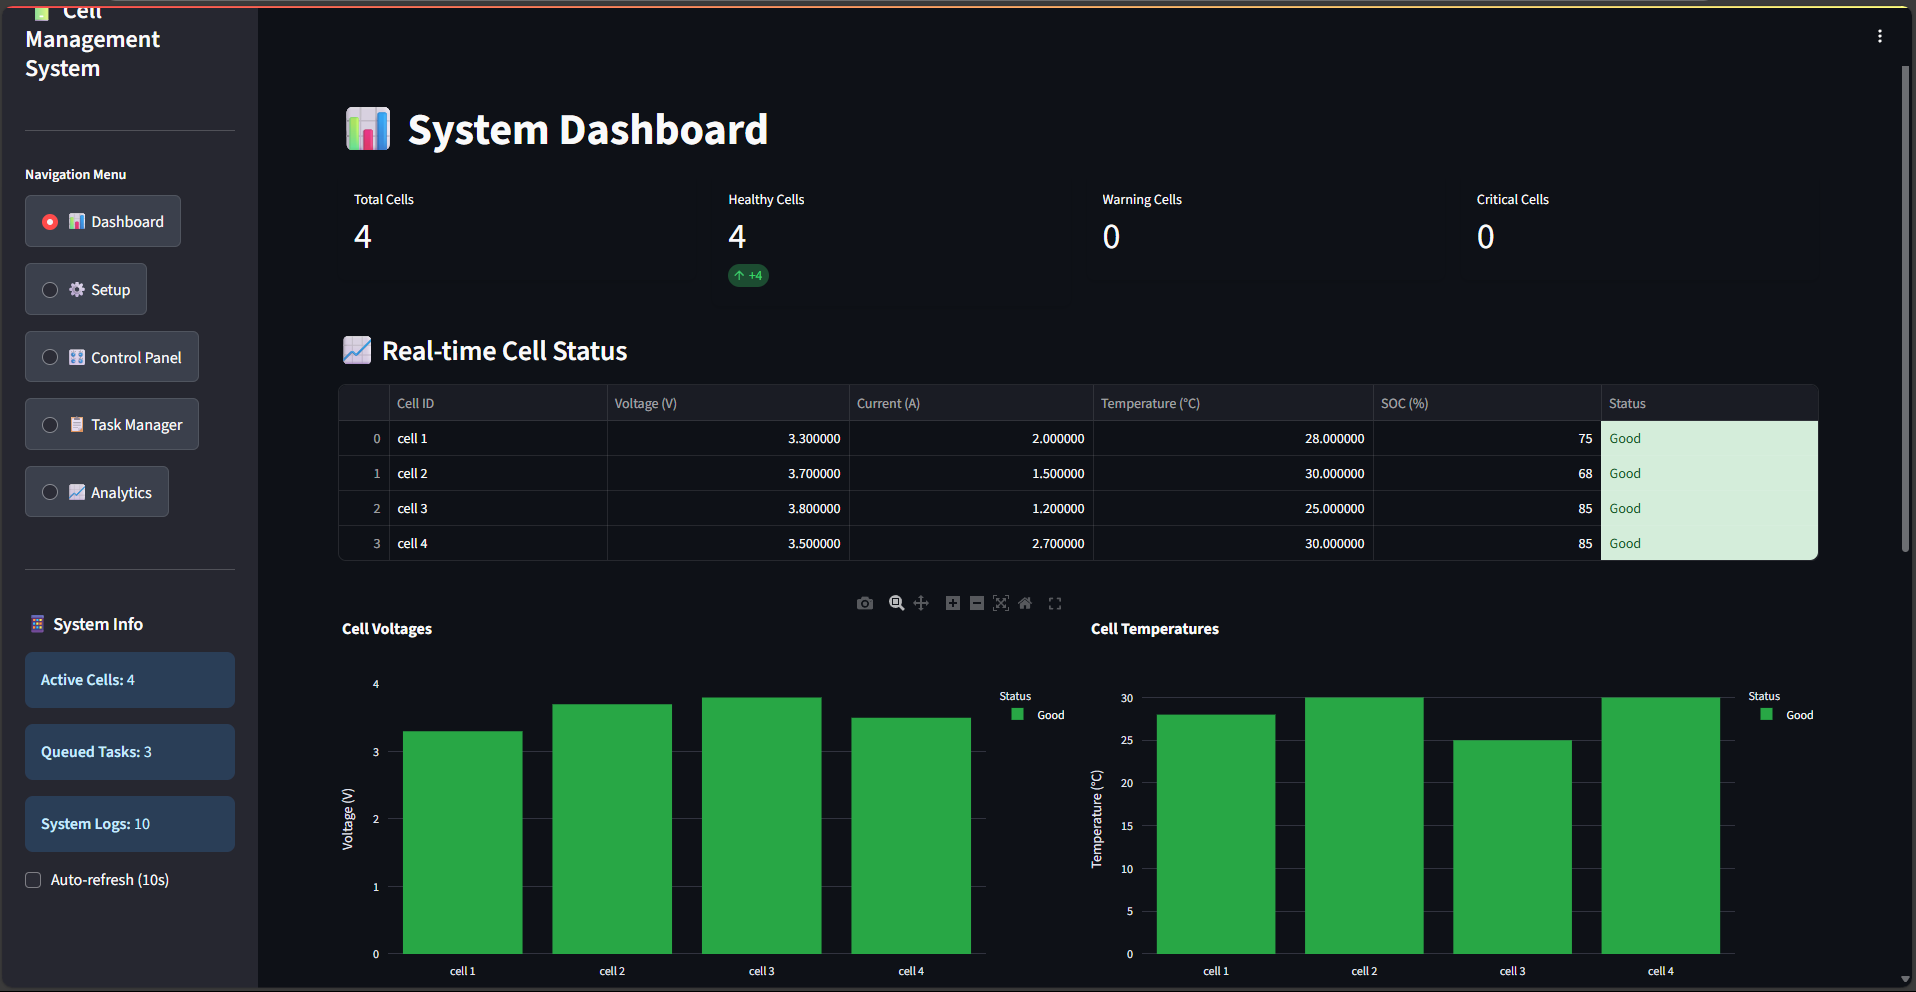 Cell
Management
System
Navigation Menu
Dashboard
Setup
Control Panel
Task Manager
Analytics
System Info
Active Cells: 4
Queued Tasks: 3
System Logs: 10
Auto-refresh (10s)
System Dashboard
Total Cells
4
Healthy Cells
4
↑ +4
Warning Cells
0
Critical Cells
0
Real-time Cell Status
Cell ID Voltage (V) Current (A) Temperature (°C) SOC (%) Status
0 cell 1 3.300000 2.000000 28.000000 75 Good
1 cell 2 3.700000 1.500000 30.000000 68 Good
2 cell 3 3.800000 1.200000 25.000000 85 Good
3 cell 4 3.500000 2.700000 30.000000 85 Good
Cell Voltages
Voltage (V)
4
3
2
1
0
cell 1 cell 2 cell 3 cell 4
Status
Good
Cell Temperatures
Temperature (°C)
30
25
20
15
10
5
0
cell 1 cell 2 cell 3 cell 4
Status
Good